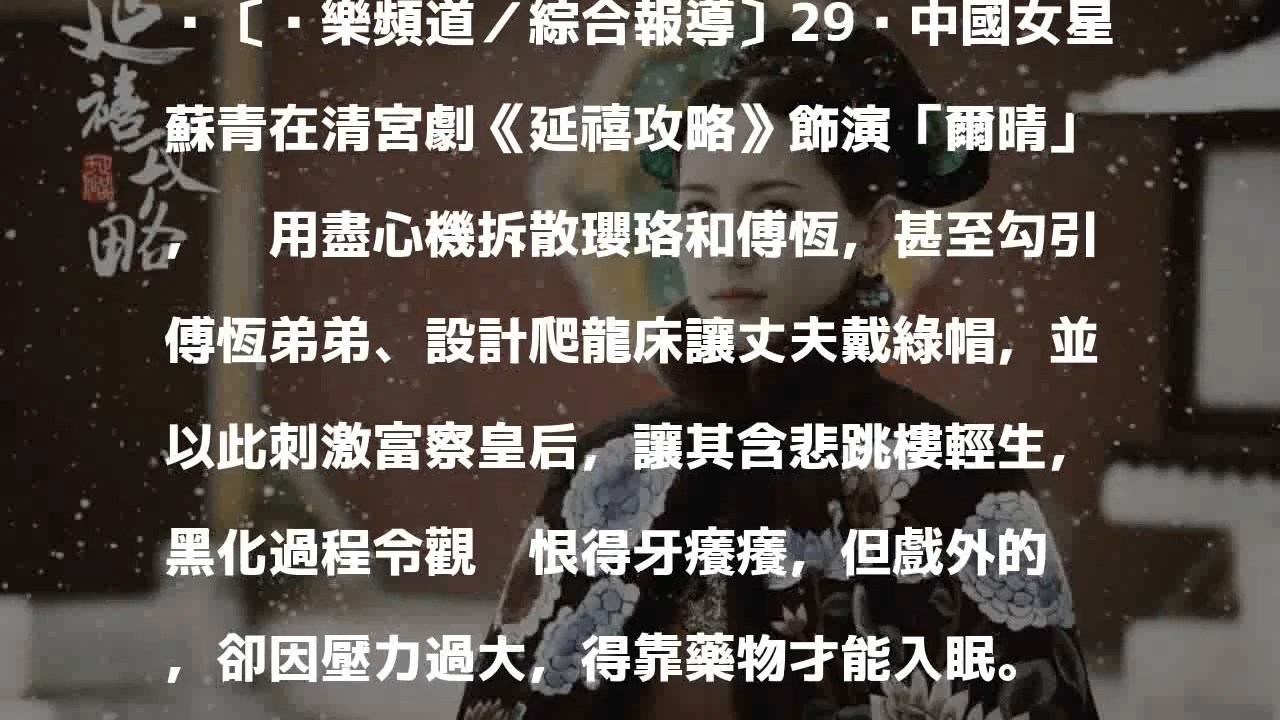 ·〔·樂頻道／綜合報導〕29·中國女星
蘇青在清宮劇《延禧攻略》飾演「爾晴」
，　用盡心機拆散瓔珞和傅恆，甚至勾引
傅恆弟弟、設計爬龍床讓丈夫戴綠帽，並
以此刺激富察皇后，讓其含悲跳樓輕生，
黑化過程令觀　恨得牙癢癢，但戲外的
，卻因壓力過大，得靠藥物才能入眠。
延禧攻略